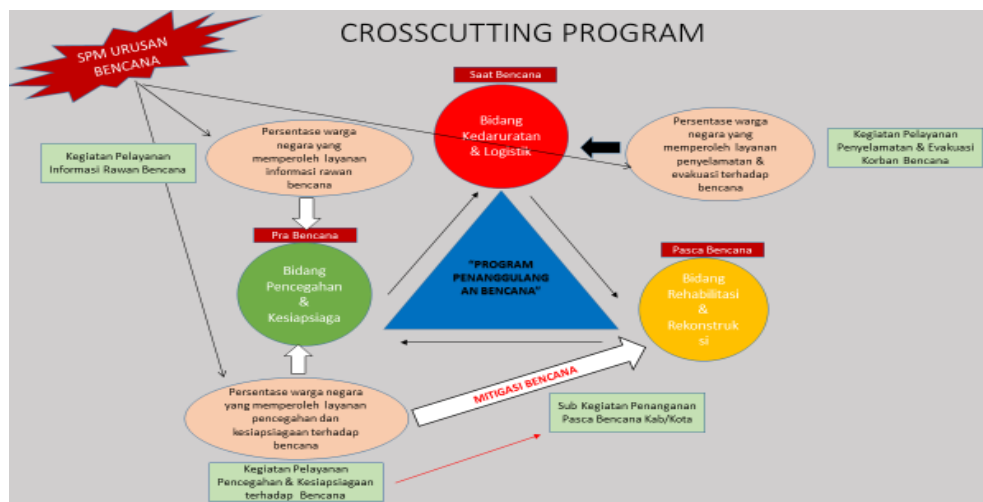 CROSSCUTTING PROGRAM
SPM URUSAN
BENCANA
Saat Bencana
Bidang
Kedaruratan
& Logistik
Persentase warga
negara yang
memperoleh layanan
informasi rawan
bencana
Kegiatan Pelayanan
Informasi Rawan Bencana
Persentase warga
negara yang
memperoleh layanan
penyelamatan &
evakuasi terhadap
bencana
Kegiatan Pelayanan
Penyelamatan & Evakuasi
Korban Bencana
Pra Bencana
Bidang
Pencegahan
&
Kesiapsiaga
"PROGRAM
PENANGGULANG
AN BENCANA"
Pasca Bencana
Bidang
Rehabilitasi
&
Rekonstruk
si
MITIGASI BENCANA
Persentase warga negara
yang memperoleh layanan
pencegahan dan
kesiapsiagaan terhadap
bencana
Sub Kegiatan Penanganan
Pasca Bencana Kab/Kota
Kegiatan Pelayanan
Pencegahan & Kesiapsiagaan
terhadap Bencana